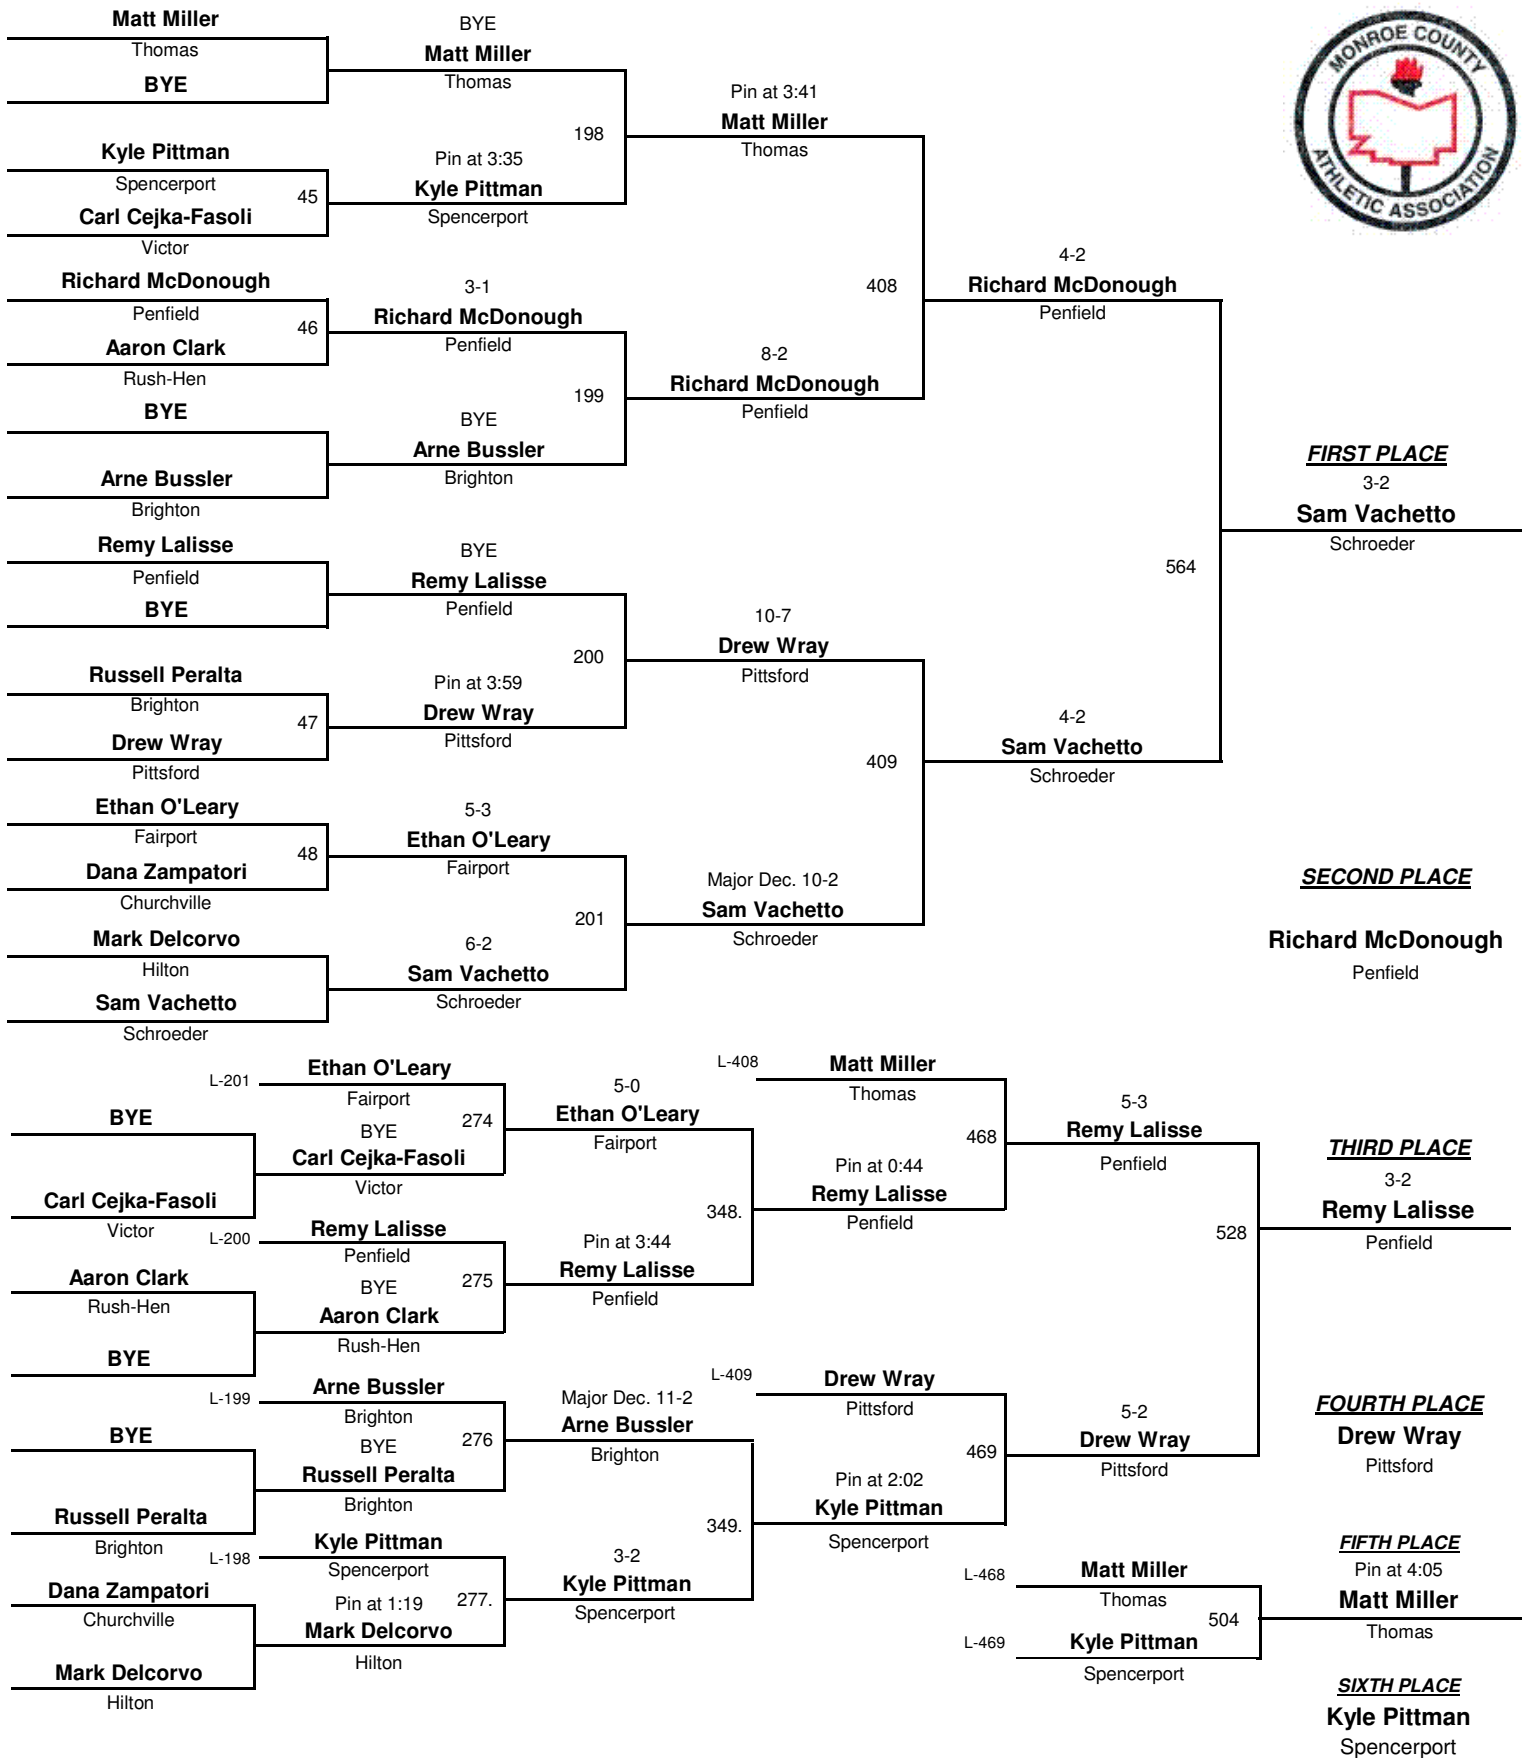 Matt Miller
Thomas
BYE
Kyle Pittman
Spencerport
45
Carl Cejka-Fasoli
Victor
Richard McDonough
Penfield
46
Aaron Clark
Rush-Hen
BYE
Arne Bussler
Brighton
Remy Lalisse
Penfield
BYE
Russell Peralta
Brighton
47
Drew Wray
Pittsford
Ethan O'Leary
Fairport
48
Dana Zampatori
Churchville
Mark Delcorvo
Hilton
Sam Vachetto
Schroeder
BYE
Matt Miller
Thomas
198
Pin at 3:35
Kyle Pittman
Spencerport
3-1
Richard McDonough
Penfield
199
BYE
Arne Bussler
Brighton
BYE
Remy Lalisse
Penfield
200
Pin at 3:59
Drew Wray
Pittsford
5-3
Ethan O'Leary
Fairport
201
6-2
Sam Vachetto
Schroeder
Pin at 3:41
Matt Miller
Thomas
408
8-2
Richard McDonough
Penfield
10-7
Drew Wray
Pittsford
409
Major Dec. 10-2
Sam Vachetto
Schroeder
4-2
Richard McDonough
Penfield
564
4-2
Sam Vachetto
Schroeder
MONROE COUNTY
ATHLETIC ASSOCIATION
FIRST PLACE
3-2
Sam Vachetto
Schroeder
SECOND PLACE
Richard McDonough
Penfield
BYE
Carl Cejka-Fasoli
Victor
Aaron Clark
Rush-Hen
BYE
BYE
Russell Peralta
Brighton
Dana Zampatori
Churchville
Mark Delcorvo
Hilton
L-201
Ethan O'Leary
Fairport
274
BYE
Carl Cejka-Fasoli
Victor
L-200
Remy Lalisse
Penfield
275
BYE
Aaron Clark
Rush-Hen
L-199
Arne Bussler
Brighton
276
BYE
Russell Peralta
Brighton
L-198
Kyle Pittman
Spencerport
277.
Pin at 1:19
Mark Delcorvo
Hilton
5-0
Ethan O'Leary
Fairport
348.
Pin at 3:44
Remy Lalisse
Penfield
Major Dec. 11-2
Arne Bussler
Brighton
349.
3-2
Kyle Pittman
Spencerport
L-408
Matt Miller
Thomas
468
Pin at 0:44
Remy Lalisse
Penfield
L-409
Drew Wray
Pittsford
469
Pin at 2:02
Kyle Pittman
Spencerport
5-3
Remy Lalisse
Penfield
528
5-2
Drew Wray
Pittsford
L-468
Matt Miller
Thomas
504
L-469
Kyle Pittman
Spencerport
THIRD PLACE
3-2
Remy Lalisse
Penfield
FOURTH PLACE
Drew Wray
Pittsford
FIFTH PLACE
Pin at 4:05
Matt Miller
Thomas
SIXTH PLACE
Kyle Pittman
Spencerport